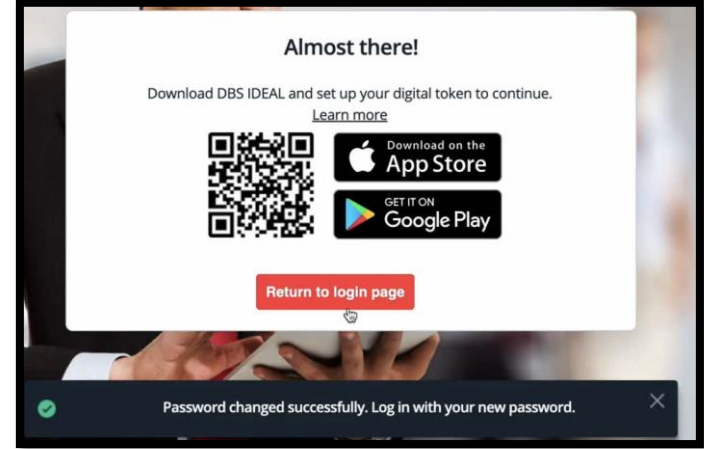 Almost there!
Download DBS IDEAL and set up your digital token to continue.
Learn more
Download on the
App Store
GET IT ON
Google Play
Return to login page
Password changed successfully. Log in with your new password.